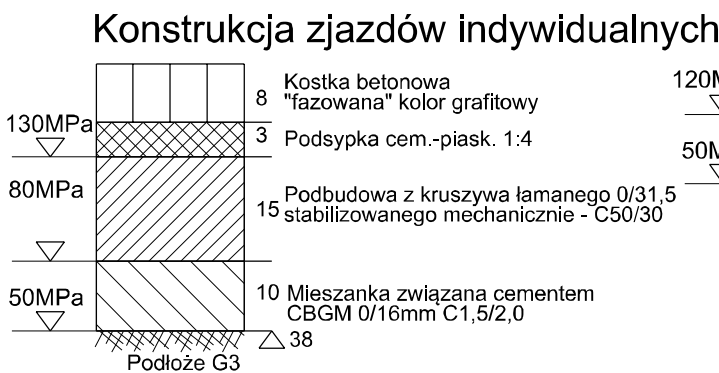 Konstrukcja zjazdów indywidualnych
8 Kostka betonowa
"fazowana" kolor grafitowy
120M
130MPa
3 Podsypka cem.-piask. 1:4
50M
80MPa
15 Podbudowa z kruszywa łamanego 0/31,5
stabilizowanego mechanicznie - C50/30
50MPa
10 Mieszanka związana cementem
CBGM 0/16mm C1,5/2,0
38
Podłoże G3